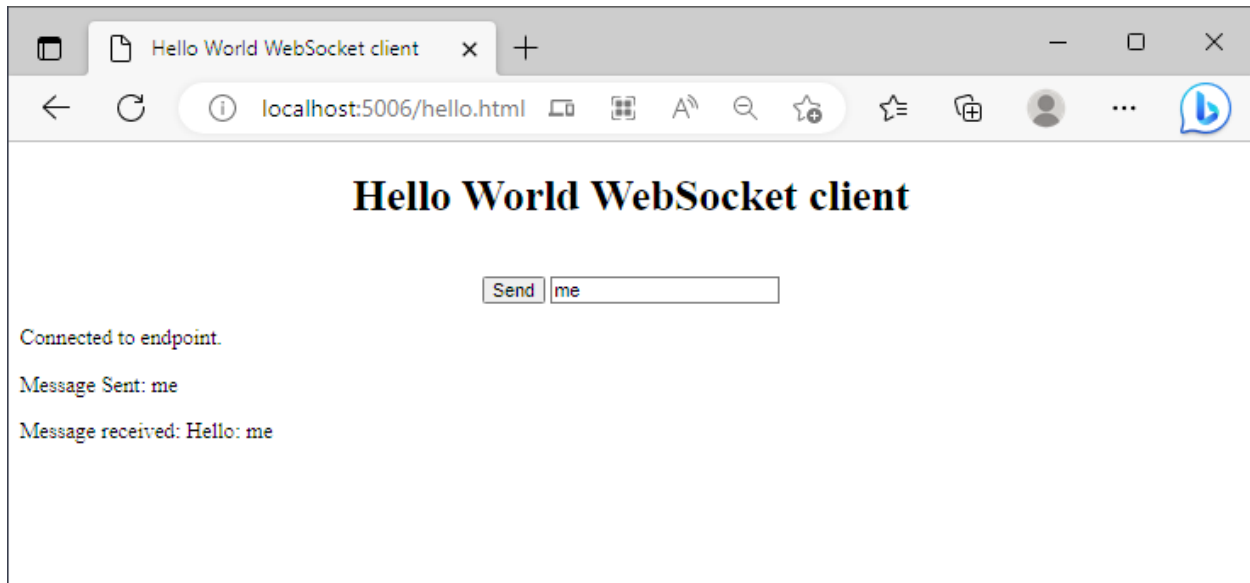 Hello World WebSocket client
localhost:5006/hello.html
Hello World WebSocket client
Send me
Connected to endpoint.
Message Sent: me
Message received: Hello: me